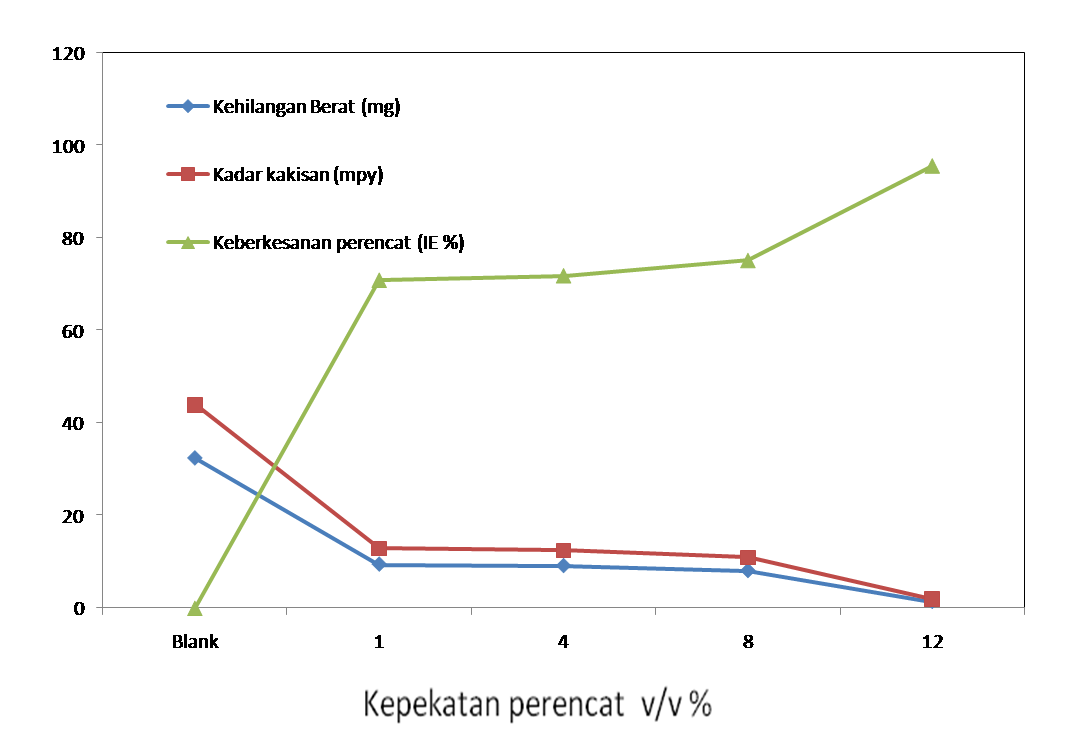 120
100
80
60
40
20
0
Kehilangan Berat (mg)
Kadar kakisan (mpy)
Keberkesanan perencat (IE %)
Blank 1 4 8 12
Kepekatan perencat v/v %